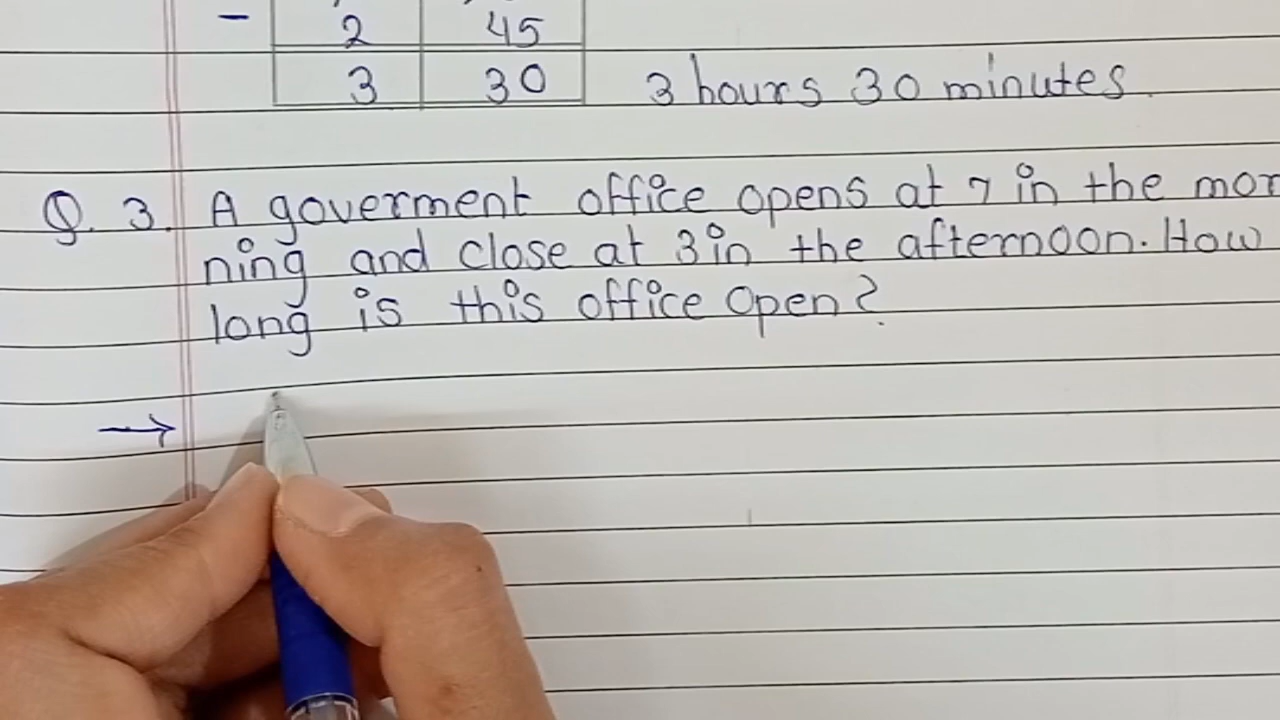 - 2 45
3 30 3 hours 30 minutes.
Q. 3. A goverment office opens at 7 in the mor
ning and close at 3 in the afternoon. How
long is this office open?
→